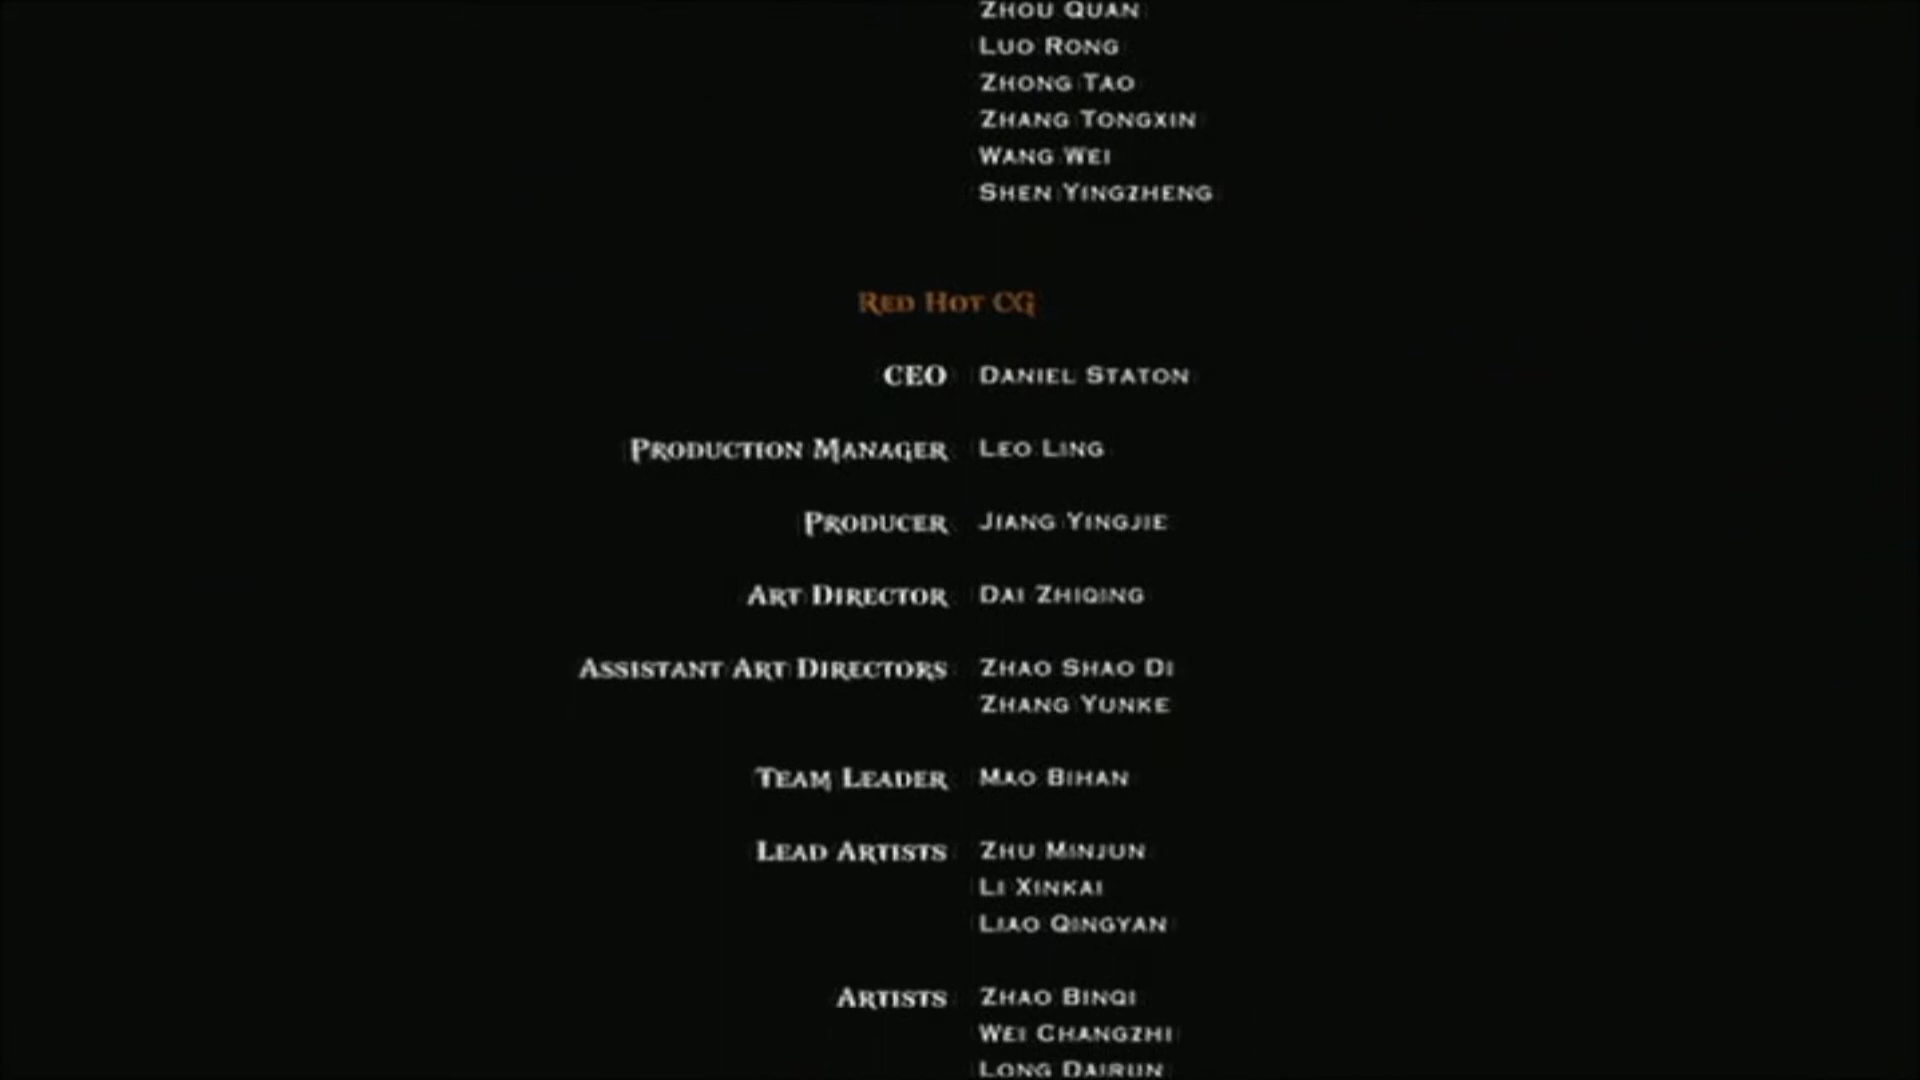 Zhou Quan
Luo Rong
Zhong Tao
Zhang Tongxin
Wang Wei
Shen Yingzheng
Red Hot CG
CEO Daniel Staton
Production Manager Leo Ling
Producer Jiang Yingjie
Art Director Dai Zhiqing
Assistant Art Directors Zhao Shao Di
Zhang Yunke
Team Leader Mao Bihan
Lead Artists Zhu Minjun
Li Xinkai
Liao Qingyan
Artists Zhao Binqi
Wei Changzhi
Long Dairun